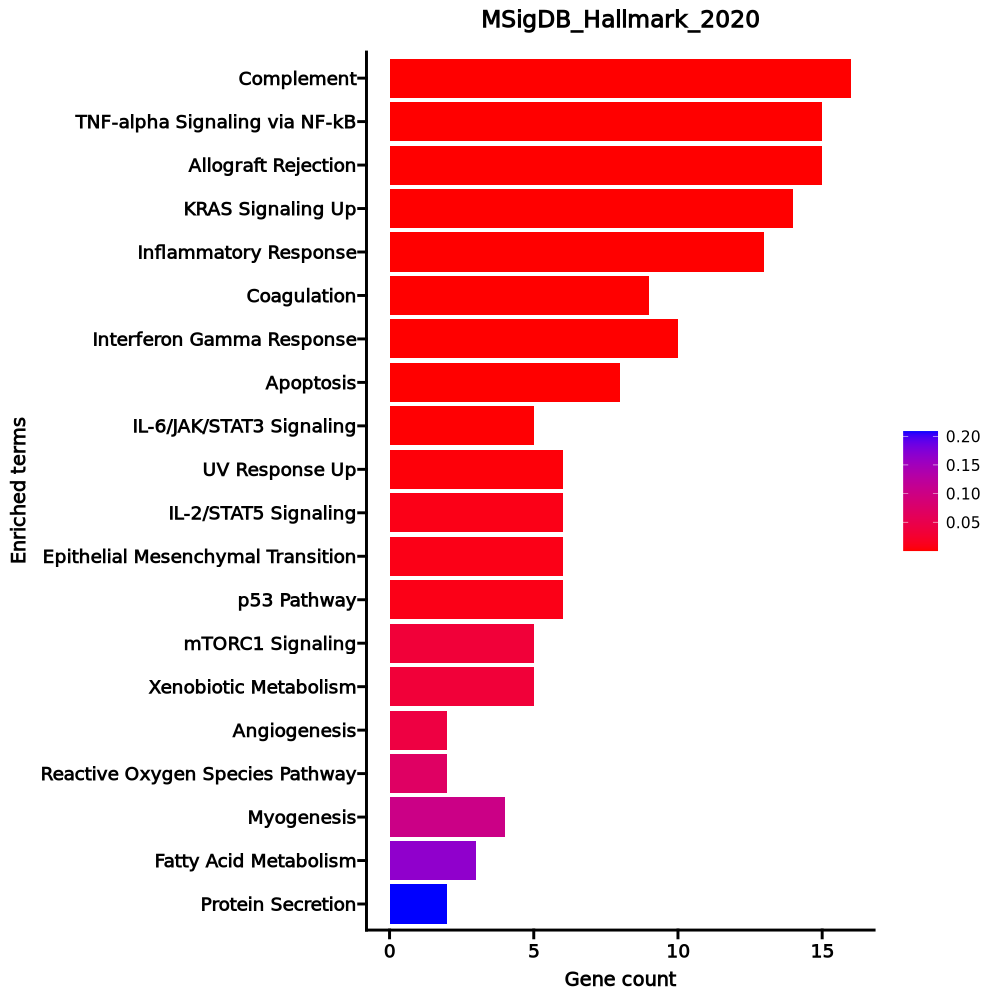 MSigDB_Hallmark_2020
Complement
TNF-alpha Signaling via NF-kB
Allograft Rejection
KRAS Signaling Up
Inflammatory Response
Coagulation
Interferon Gamma Response
Apoptosis
IL-6/JAK/STAT3 Signaling
UV Response Up
IL-2/STAT5 Signaling
Epithelial Mesenchymal Transition
p53 Pathway
mTORC1 Signaling
Xenobiotic Metabolism
Angiogenesis
Reactive Oxygen Species Pathway
Myogenesis
Fatty Acid Metabolism
Protein Secretion
Enriched terms
0 5 10 15
Gene count
0.20
0.15
0.10
0.05